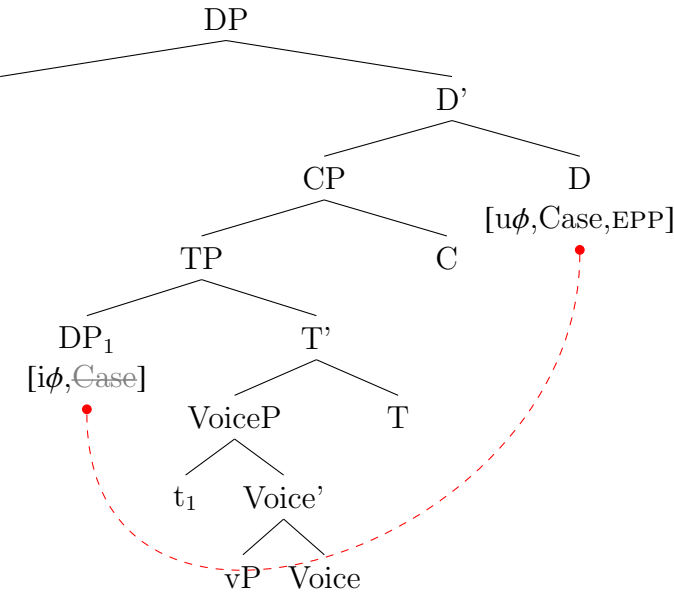 DP
D'
CP D
[uϕ,Case,EPP]
TP C
DP₁ T'
[iϕ,Case]
VoiceP T
t₁ Voice'
vP Voice